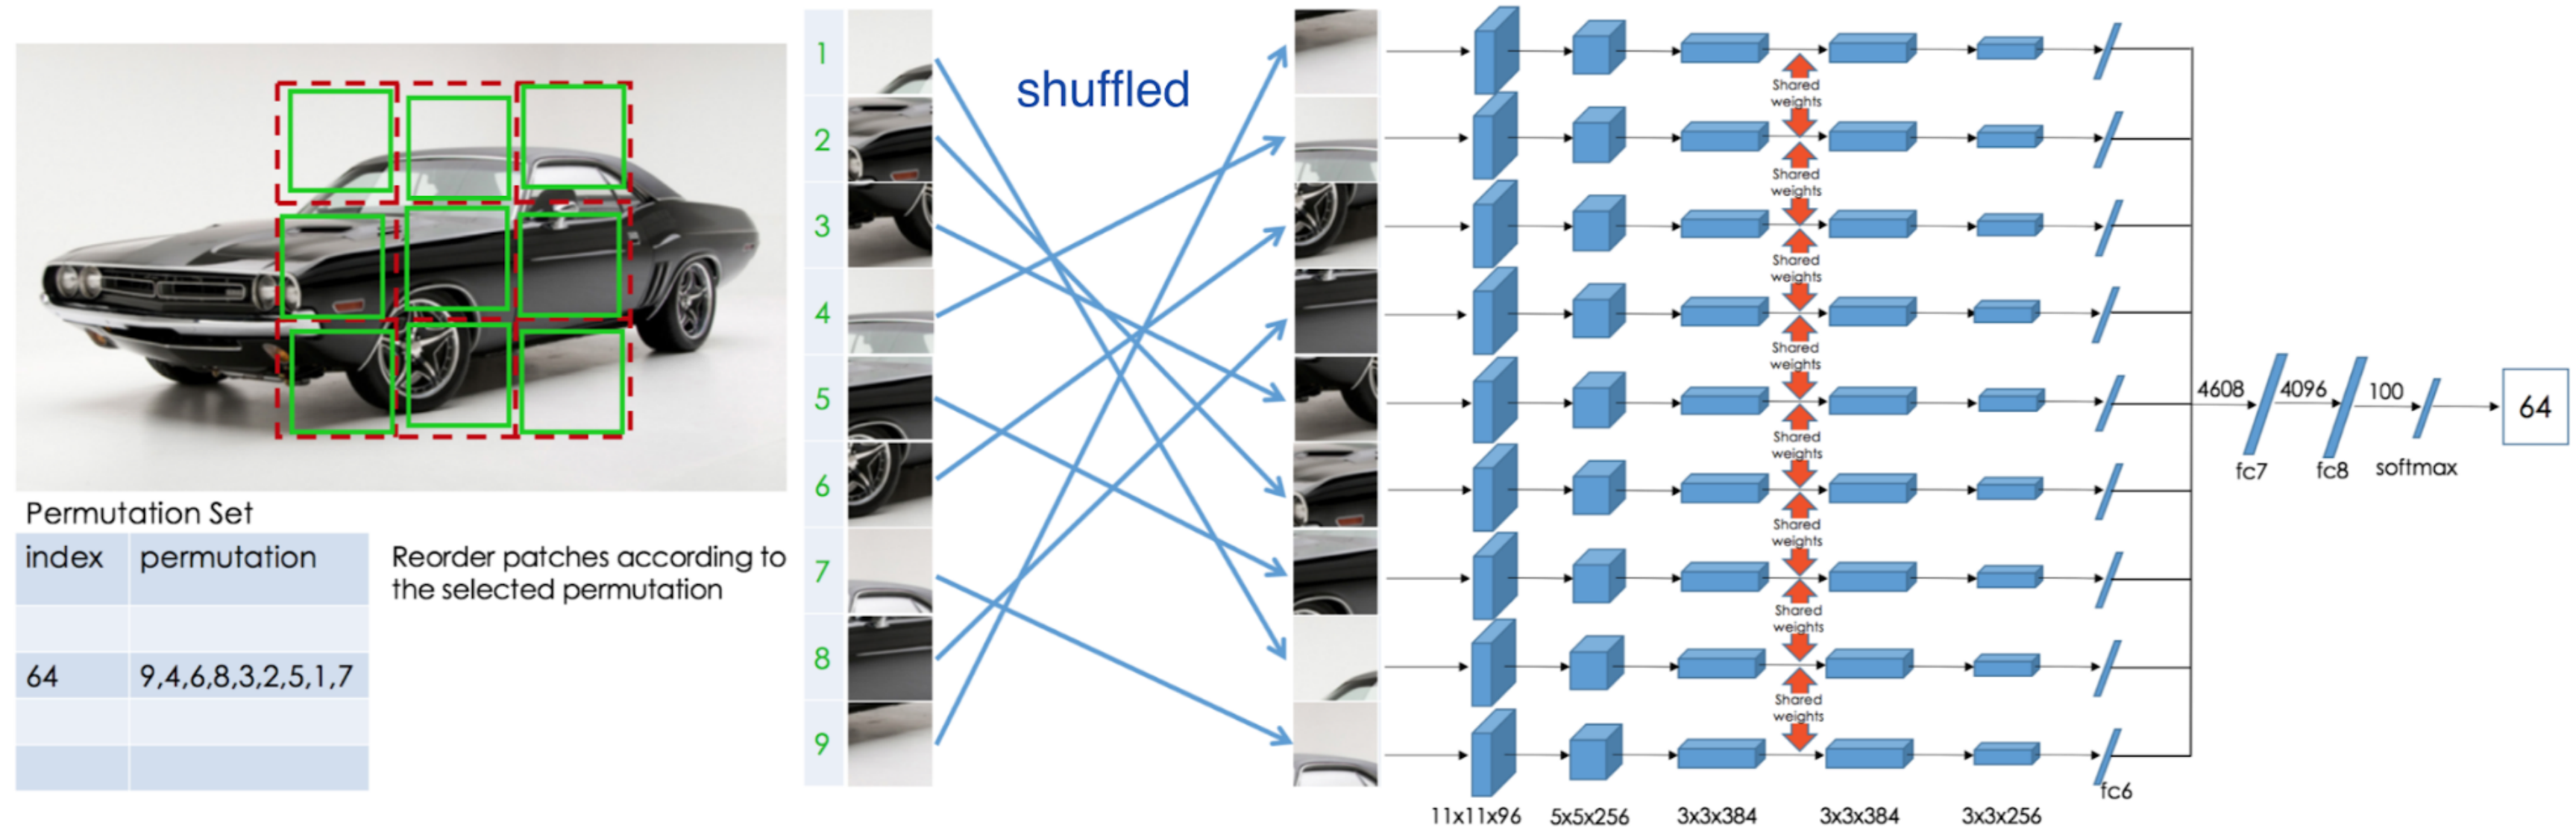 shuffled
1
2
3
4
5
6
7
8
9
Permutation Set
index permutation
64 9,4,6,8,3,2,5,1,7
Reorder patches according to
the selected permutation
Shared
weights
Shared
weights
Shared
weights
Shared
weights
Shared
weights
Shared
weights
Shared
weights
Shared
weights
11x11x96 5x5x256 3x3x384 3x3x384 3x3x256
fc6
4608 4096 100
fc7 fc8 softmax
64